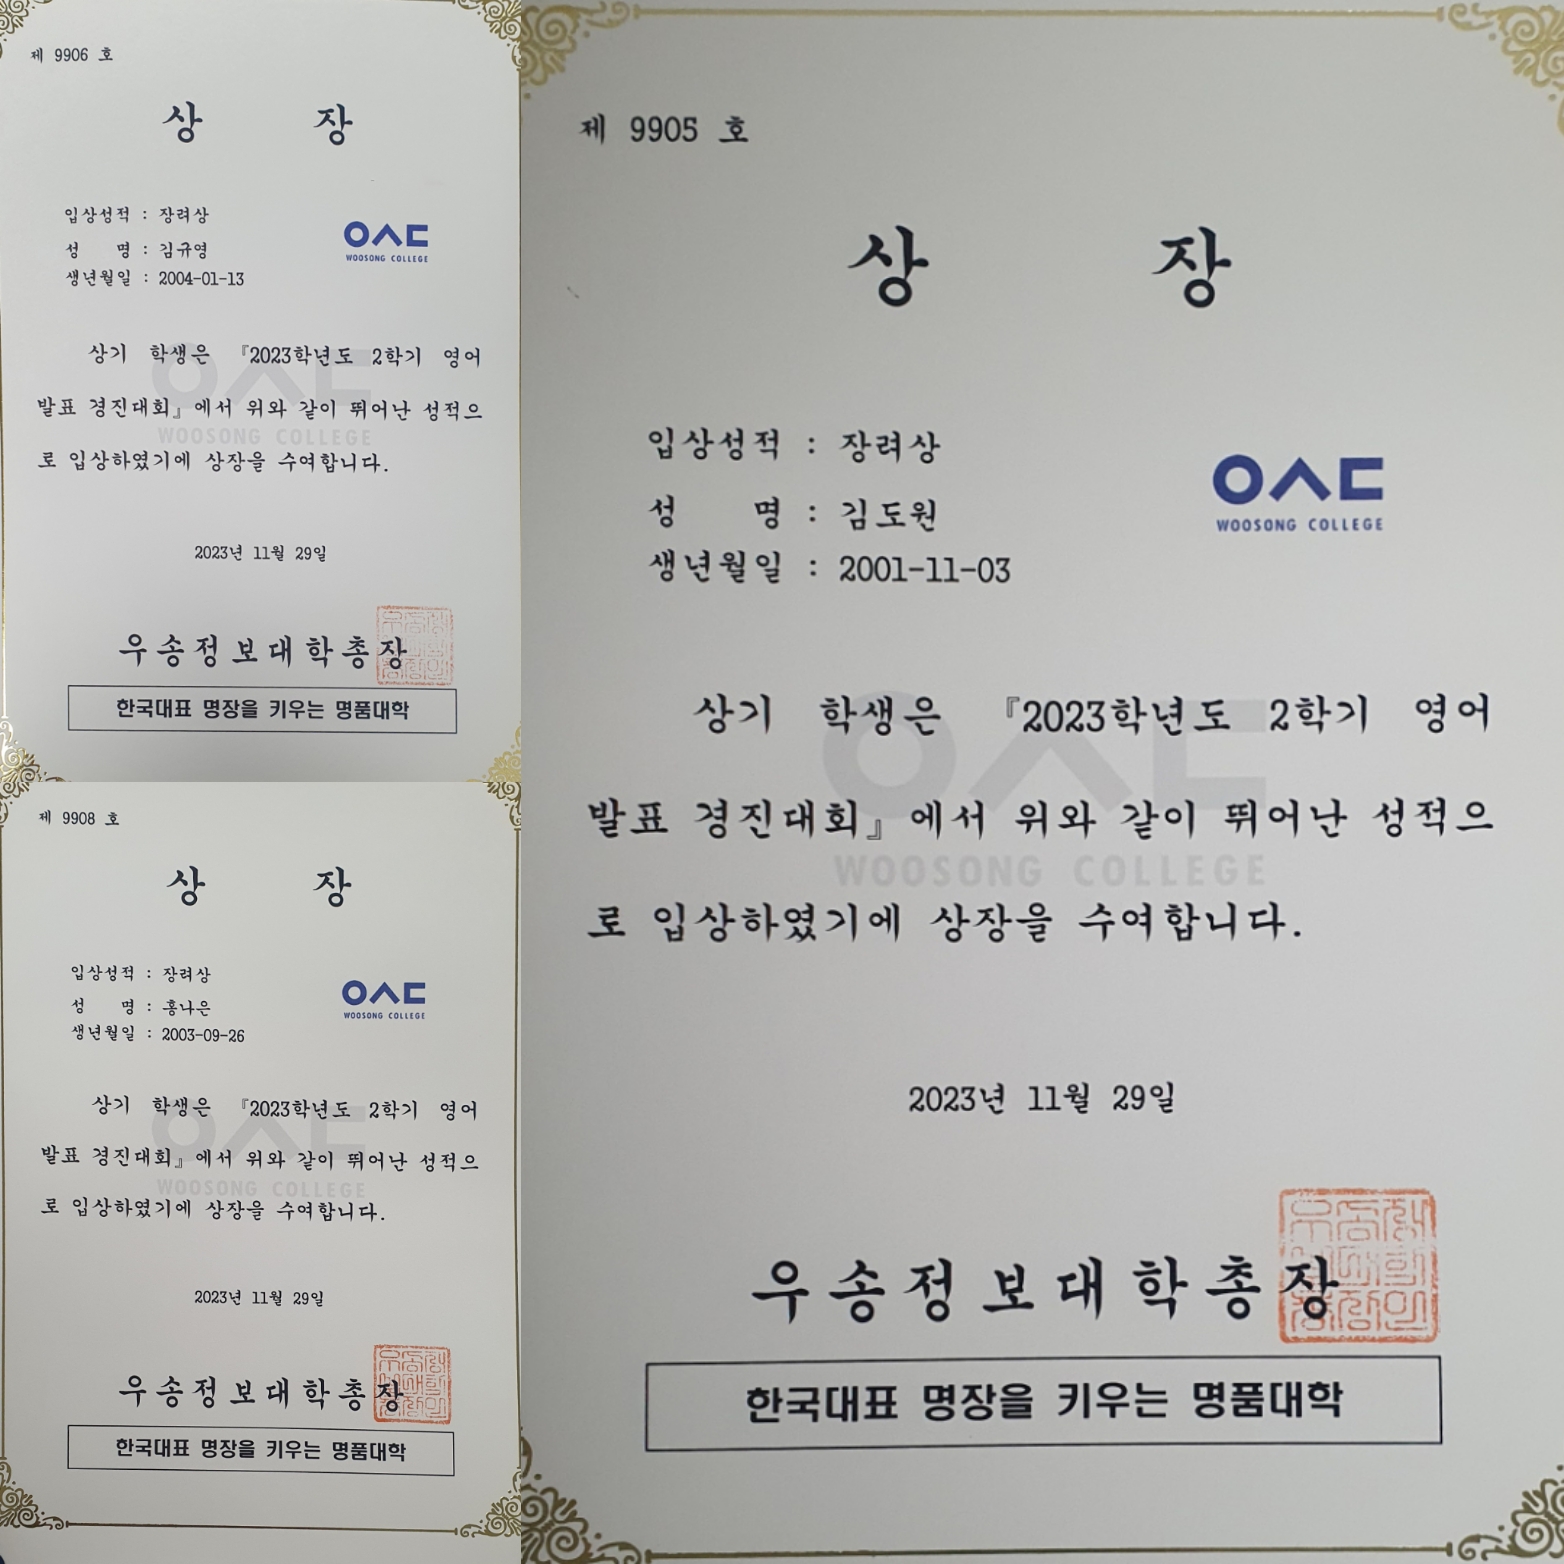 제 9906 호
상 장
입상성적 : 장려상
성 명 : 김규영
생년월일 : 2004-01-13
WOOSONG COLLEGE
상기 학생은 『2023학년도 2학기 영어
발표 경진대회』에서 위와 같이 뛰어난 성적으
WOOSONG COLLEGE
로 입상하였기에 상장을 수여합니다.
2023년 11월 29일
우송정보대학총장
한국대표 명장을 키우는 명품대학
제 9908 호
상 장
입상성적 : 장려상
성 명 : 홍나은
생년월일 : 2003-09-26
WOOSONG COLLEGE
상기 학생은 『2023학년도 2학기 영어
발표 경진대회』에서 위와 같이 뛰어난 성적으
WOOSONG COLLEGE
로 입상하였기에 상장을 수여합니다.
2023년 11월 29일
우송정보대학총장
한국대표 명장을 키우는 명품대학
제 9905 호
상 장
입상성적 : 장려상
성 명 : 김도원
생년월일 : 2001-11-03
WOOSONG COLLEGE
상기 학생은 『2023학년도 2학기 영어
발표 경진대회』에서 위와 같이 뛰어난 성적으
WOOSONG COLLEGE
로 입상하였기에 상장을 수여합니다.
2023년 11월 29일
우송정보대학총장
한국대표 명장을 키우는 명품대학